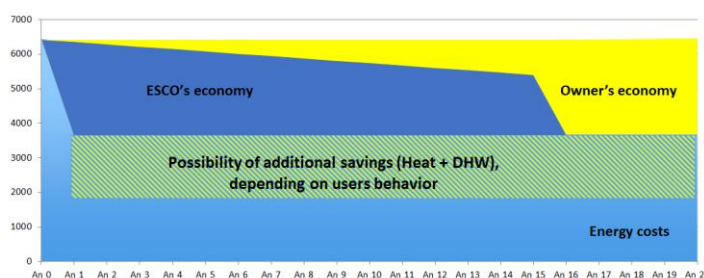 7000
6000
5000
4000
3000
2000
1000
0
ESCO's economy
Owner's economy
Possibility of additional savings (Heat + DHW),
depending on users behavior
Energy costs
An 0 An 1 An 2 An 3 An 4 An 5 An 6 An 7 An 8 An 9 An 10 An 11 An 12 An 13 An 14 An 15 An 16 An 17 An 18 An 19 An 2